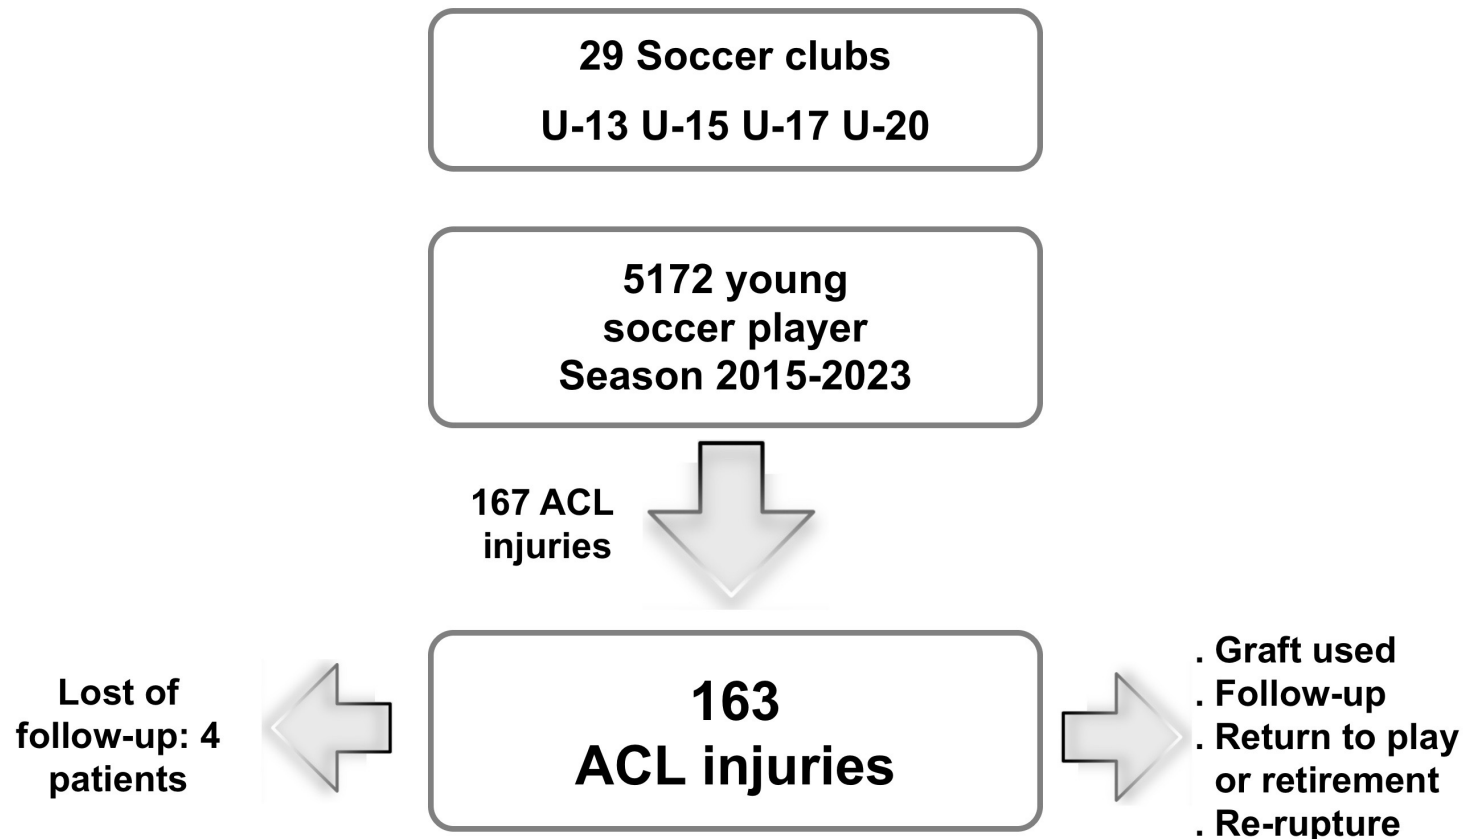 29 Soccer clubs
U-13 U-15 U-17 U-20
5172 young
soccer player
Season 2015-2023
167 ACL
injuries
Lost of
follow-up: 4
patients
163
ACL injuries
. Graft used
. Follow-up
. Return to play
or retirement
. Re-rupture